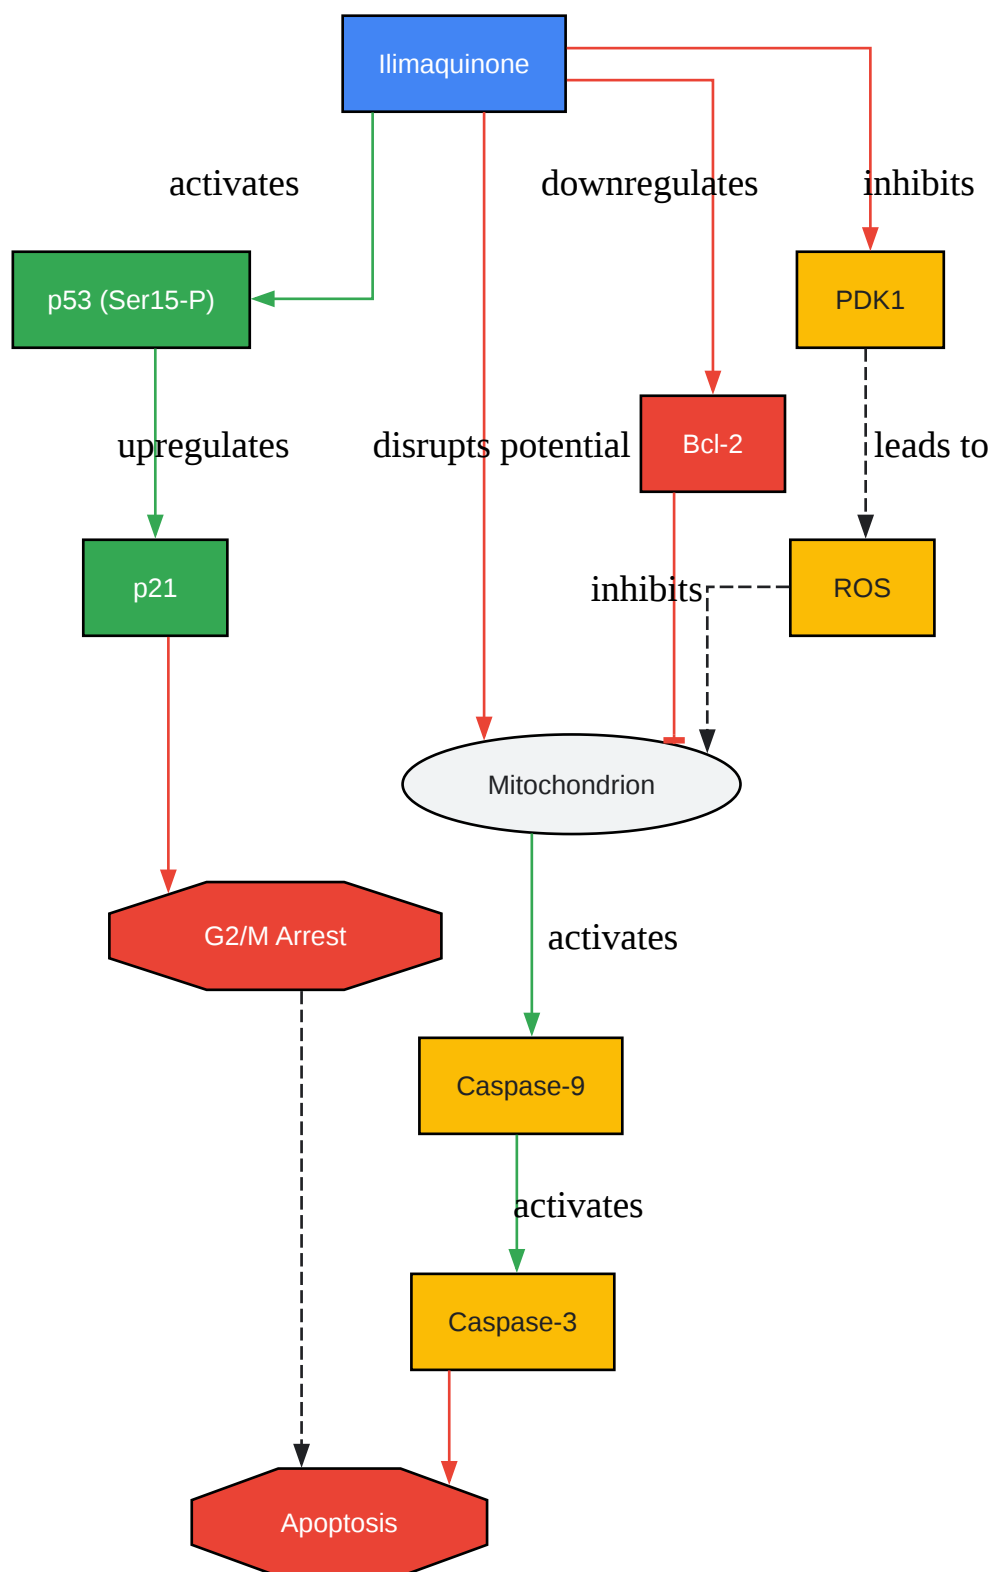 Ilimaquinone
activates
downregulates
inhibits
p53 (Ser15-P)
PDK1
upregulates
disrupts potential
Bcl-2
leads to
p21
inhibits
ROS
Mitochondrion
G2/M Arrest
activates
Caspase-9
activates
Caspase-3
Apoptosis